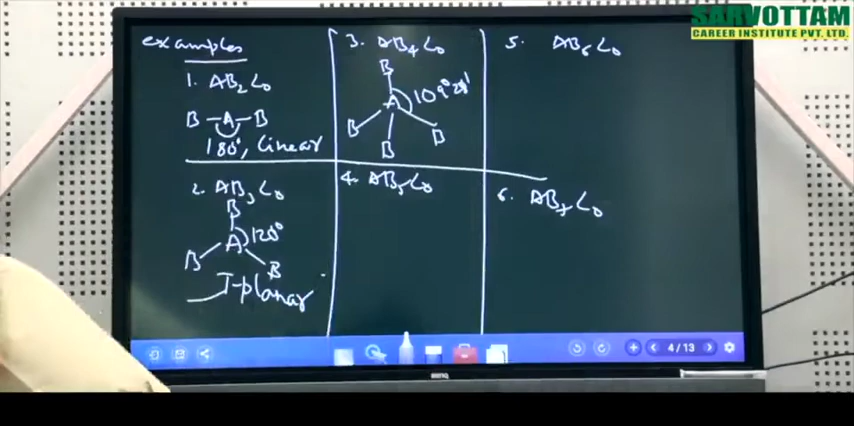 SARVOTTAM
CAREER INSTITUTE PVT. LTD.
examples
1. AB₂L₀
B - A - B
180°, linear
2. AB₃L₀
B
A 120°
B
B
T-planar
3. AB₄L₀
B
A 109°28'
B
B
B
4. AB₅L₀
5. AB₆L₀
6. AB₇L₀
4/13
BENQ